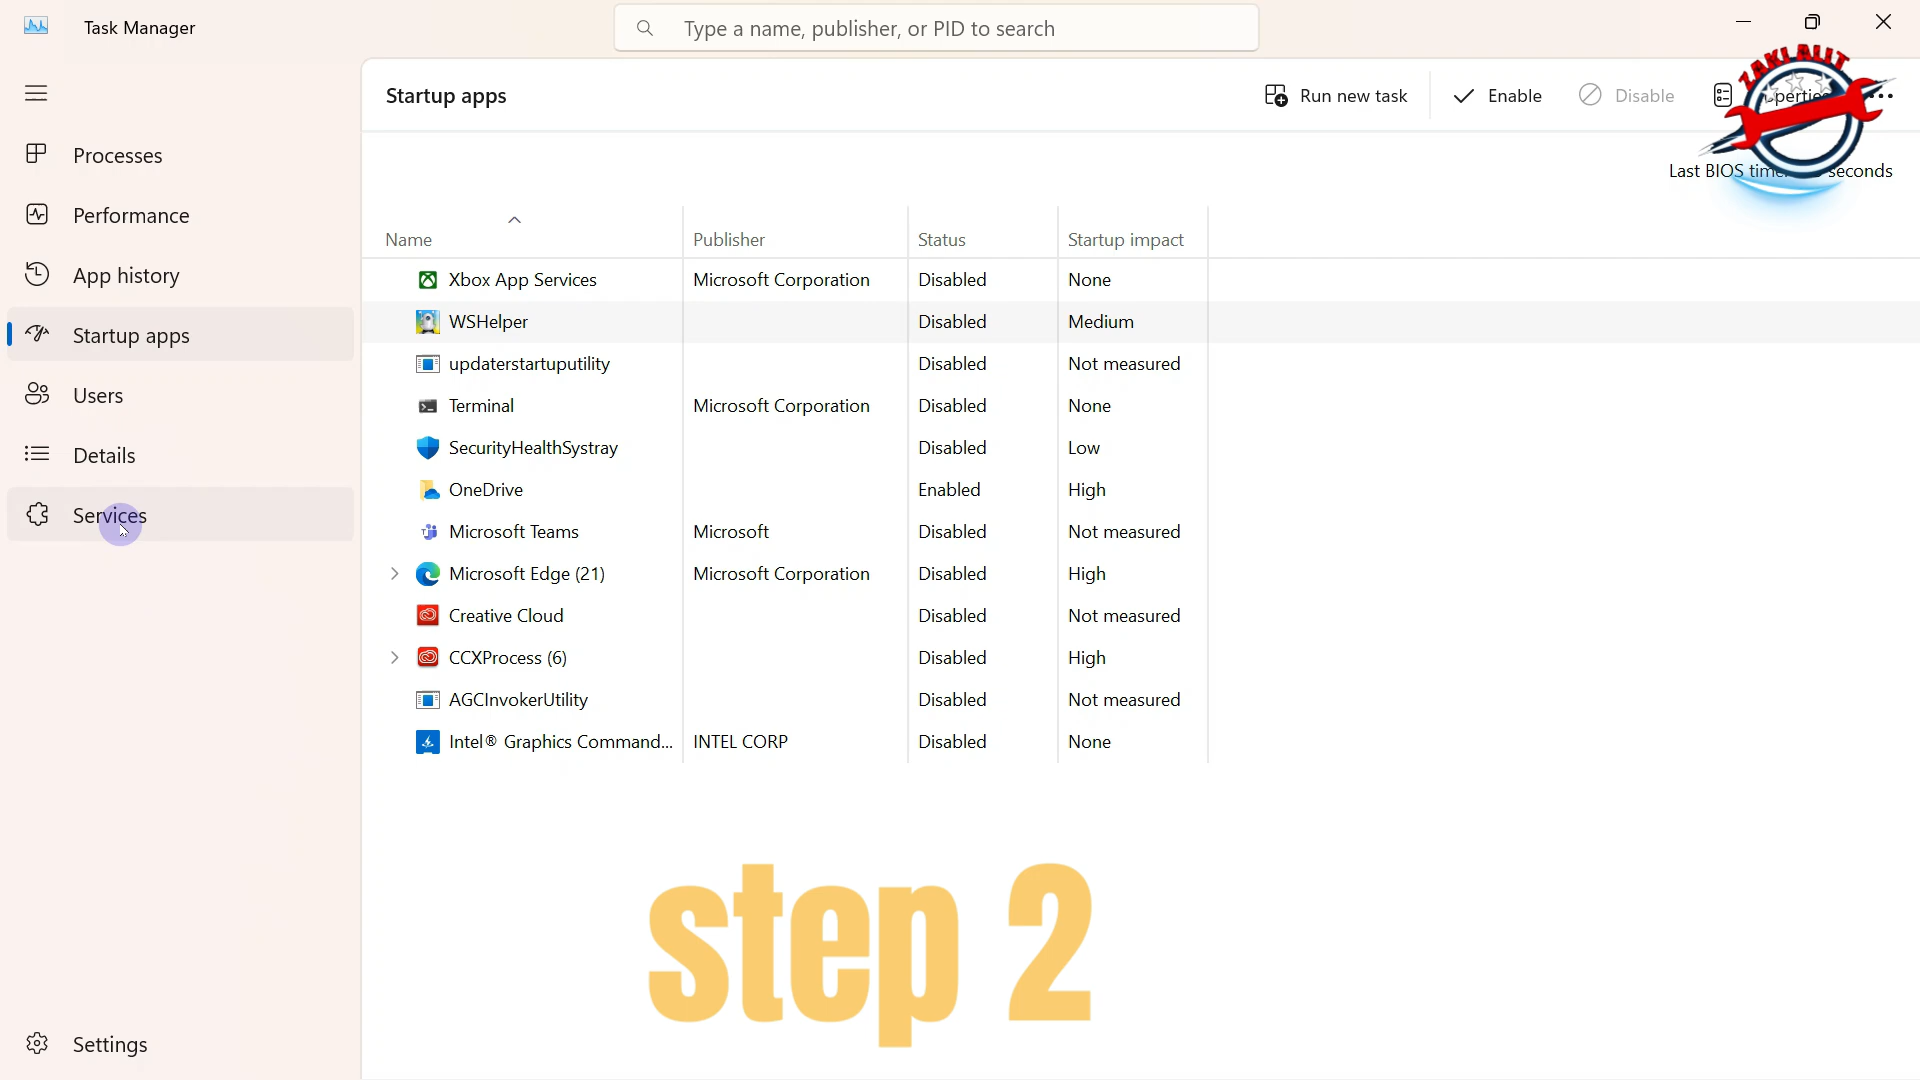 Task Manager
Type a name, publisher, or PID to search
ZAKLALIT
Startup apps
Run new task
Enable
Disable
Last BIOS time seconds
Processes
Performance
App history
Startup apps
Users
Details
Services
Settings
Name Publisher Status Startup impact
Xbox App Services Microsoft Corporation Disabled None
WSHelper Disabled Medium
updaterstartuputility Disabled Not measured
Terminal Microsoft Corporation Disabled None
SecurityHealthSystray Disabled Low
OneDrive Enabled High
Microsoft Teams Microsoft Disabled Not measured
Microsoft Edge (21) Microsoft Corporation Disabled High
Creative Cloud Disabled Not measured
CCXProcess (6) Disabled High
AGCInvokerUtility Disabled Not measured
Intel® Graphics Command... INTEL CORP Disabled None
step 2